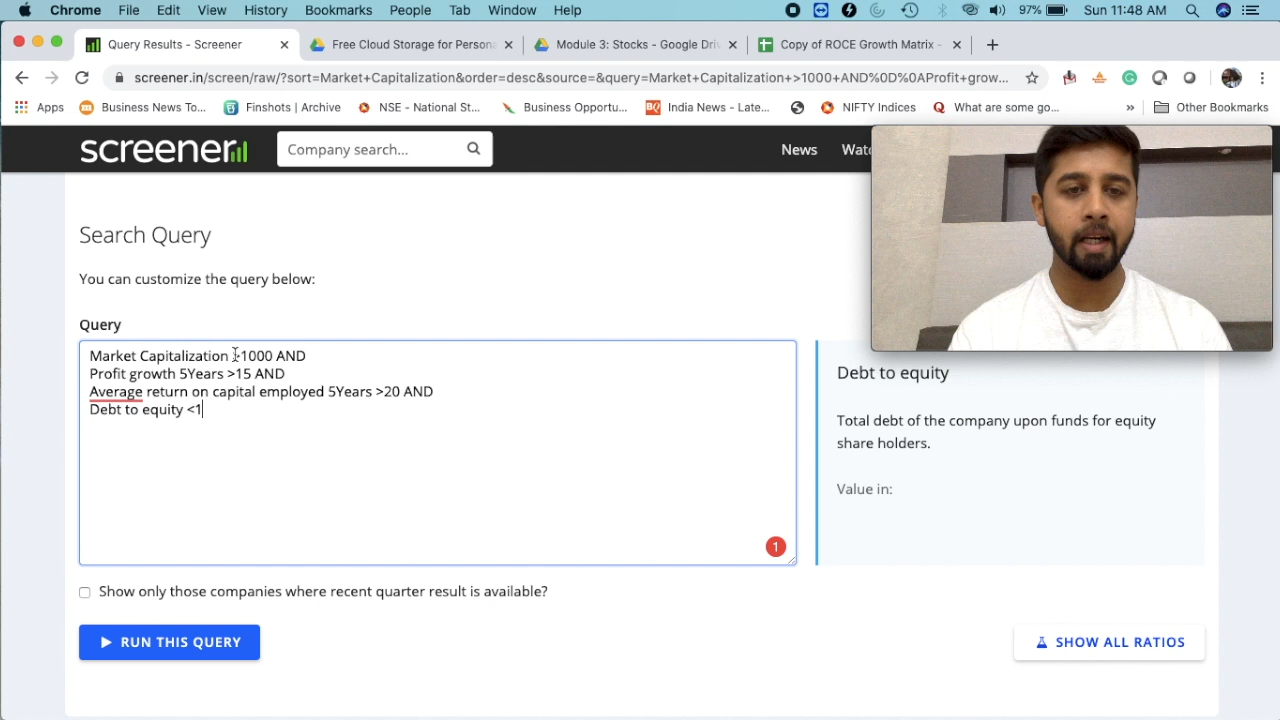 Chrome File Edit View History Bookmarks People Tab Window Help 97% Sun 11:48 AM
Query Results - Screener Free Cloud Storage for Persona Module 3: Stocks - Google Driv Copy of ROCE Growth Matrix -
screener.in/screen/raw/?sort=Market+Capitalization&order=desc&source=&query=Market+Capitalization+>1000+AND%0D%0AProfit+grow...
Apps Business News To... Finshots | Archive NSE - National St... Business Opportu... India News - Late... NIFTY Indices What are some go... » Other Bookmarks
screener Company search... News
Search Query
You can customize the query below:
Query
Market Capitalization >1000 AND
Profit growth 5Years >15 AND
Average return on capital employed 5Years >20 AND
Debt to equity <1
1
Debt to equity
Total debt of the company upon funds for equity
share holders.
Value in:
Show only those companies where recent quarter result is available?
RUN THIS QUERY SHOW ALL RATIOS